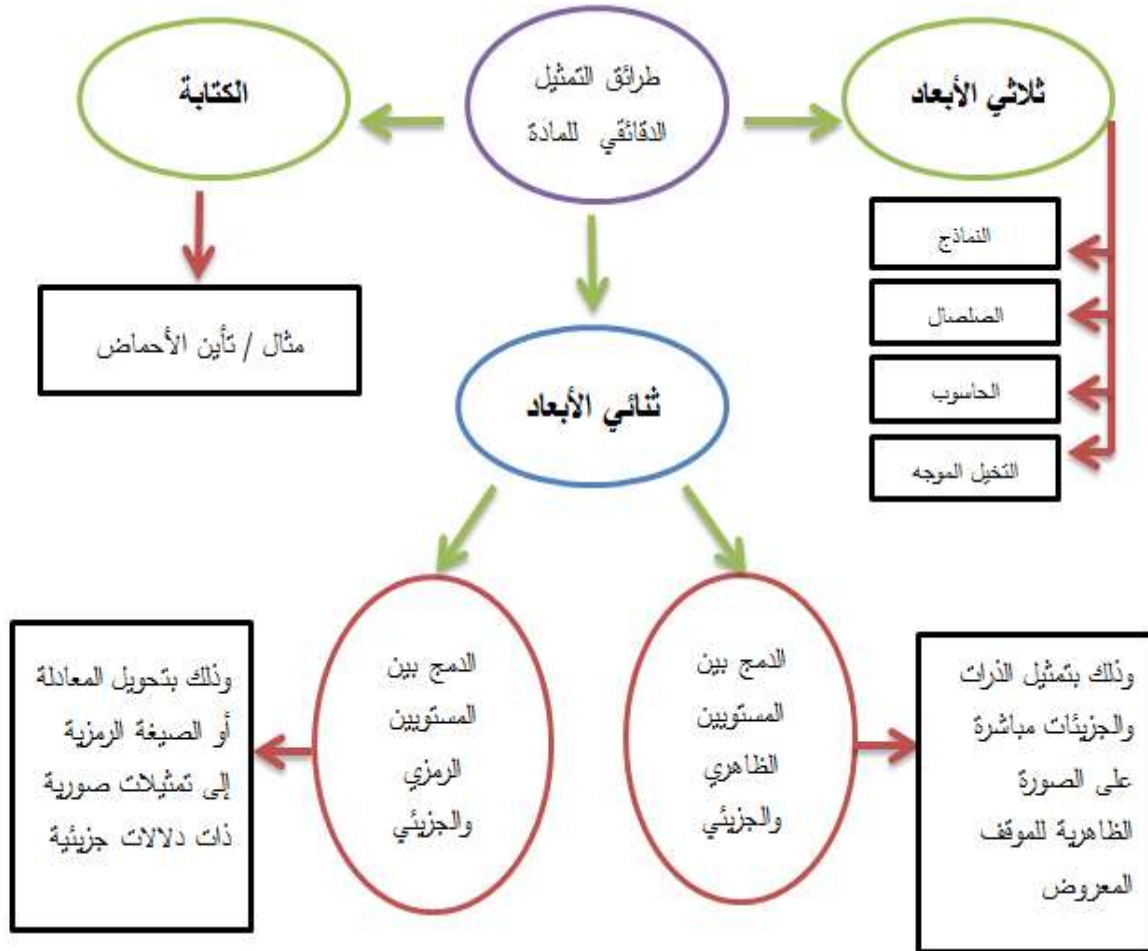 طرائق التمثيل
الدقائقي للمادة
ثلاثي الأبعاد
النماذج
الصلصال
الحاسوب
التخيل الموجه
الكتابة
مثال / تأين الأحماض
ثنائي الأبعاد
الدمج بين
المستويين
الظاهري
والجزيئي
وذلك بتمثيل الذرات
والجزيئات مباشرة
على الصورة
الظاهرية للموقف
المعروض
الدمج بين
المستويين
الرمزي
والجزيئي
وذلك بتحويل المعادلة
أو الصيغة الرمزية
إلى تمثيلات صورية
ذات دلالات جزيئية